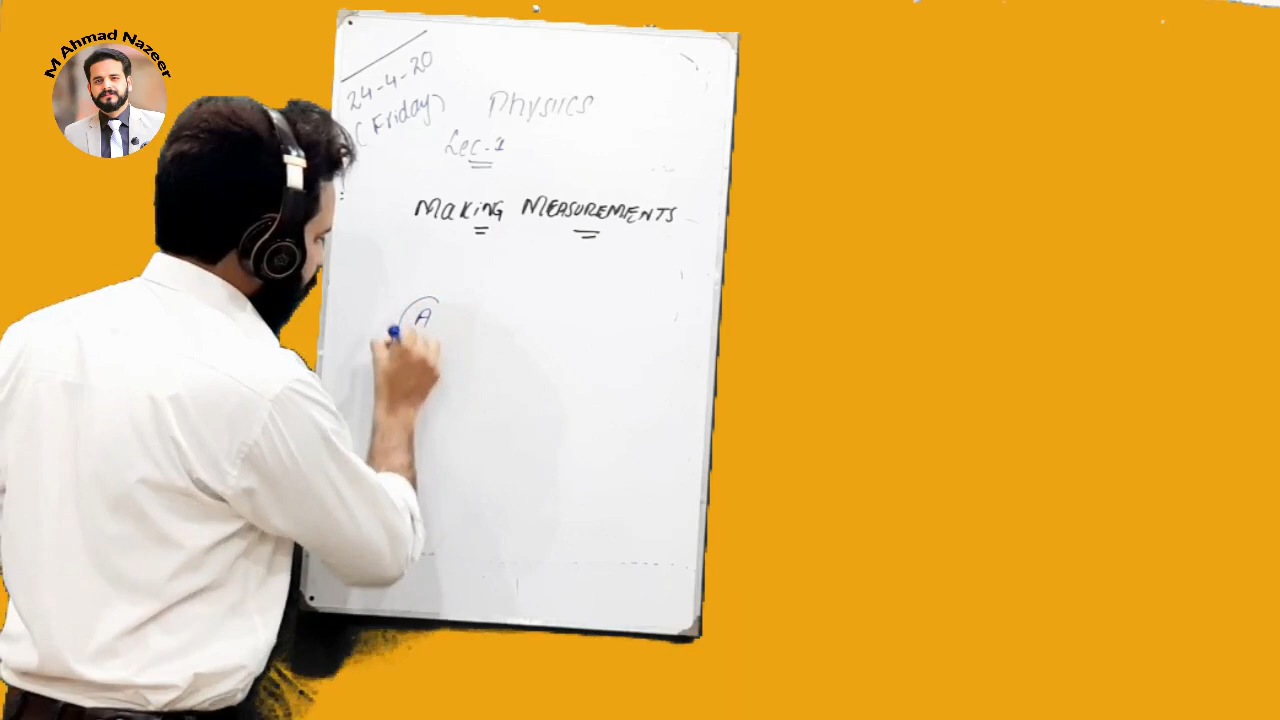 M Ahmad Nazeer
24-4-20
(Friday)
Physics
Lec-1
Making MEASUREMENTS
A